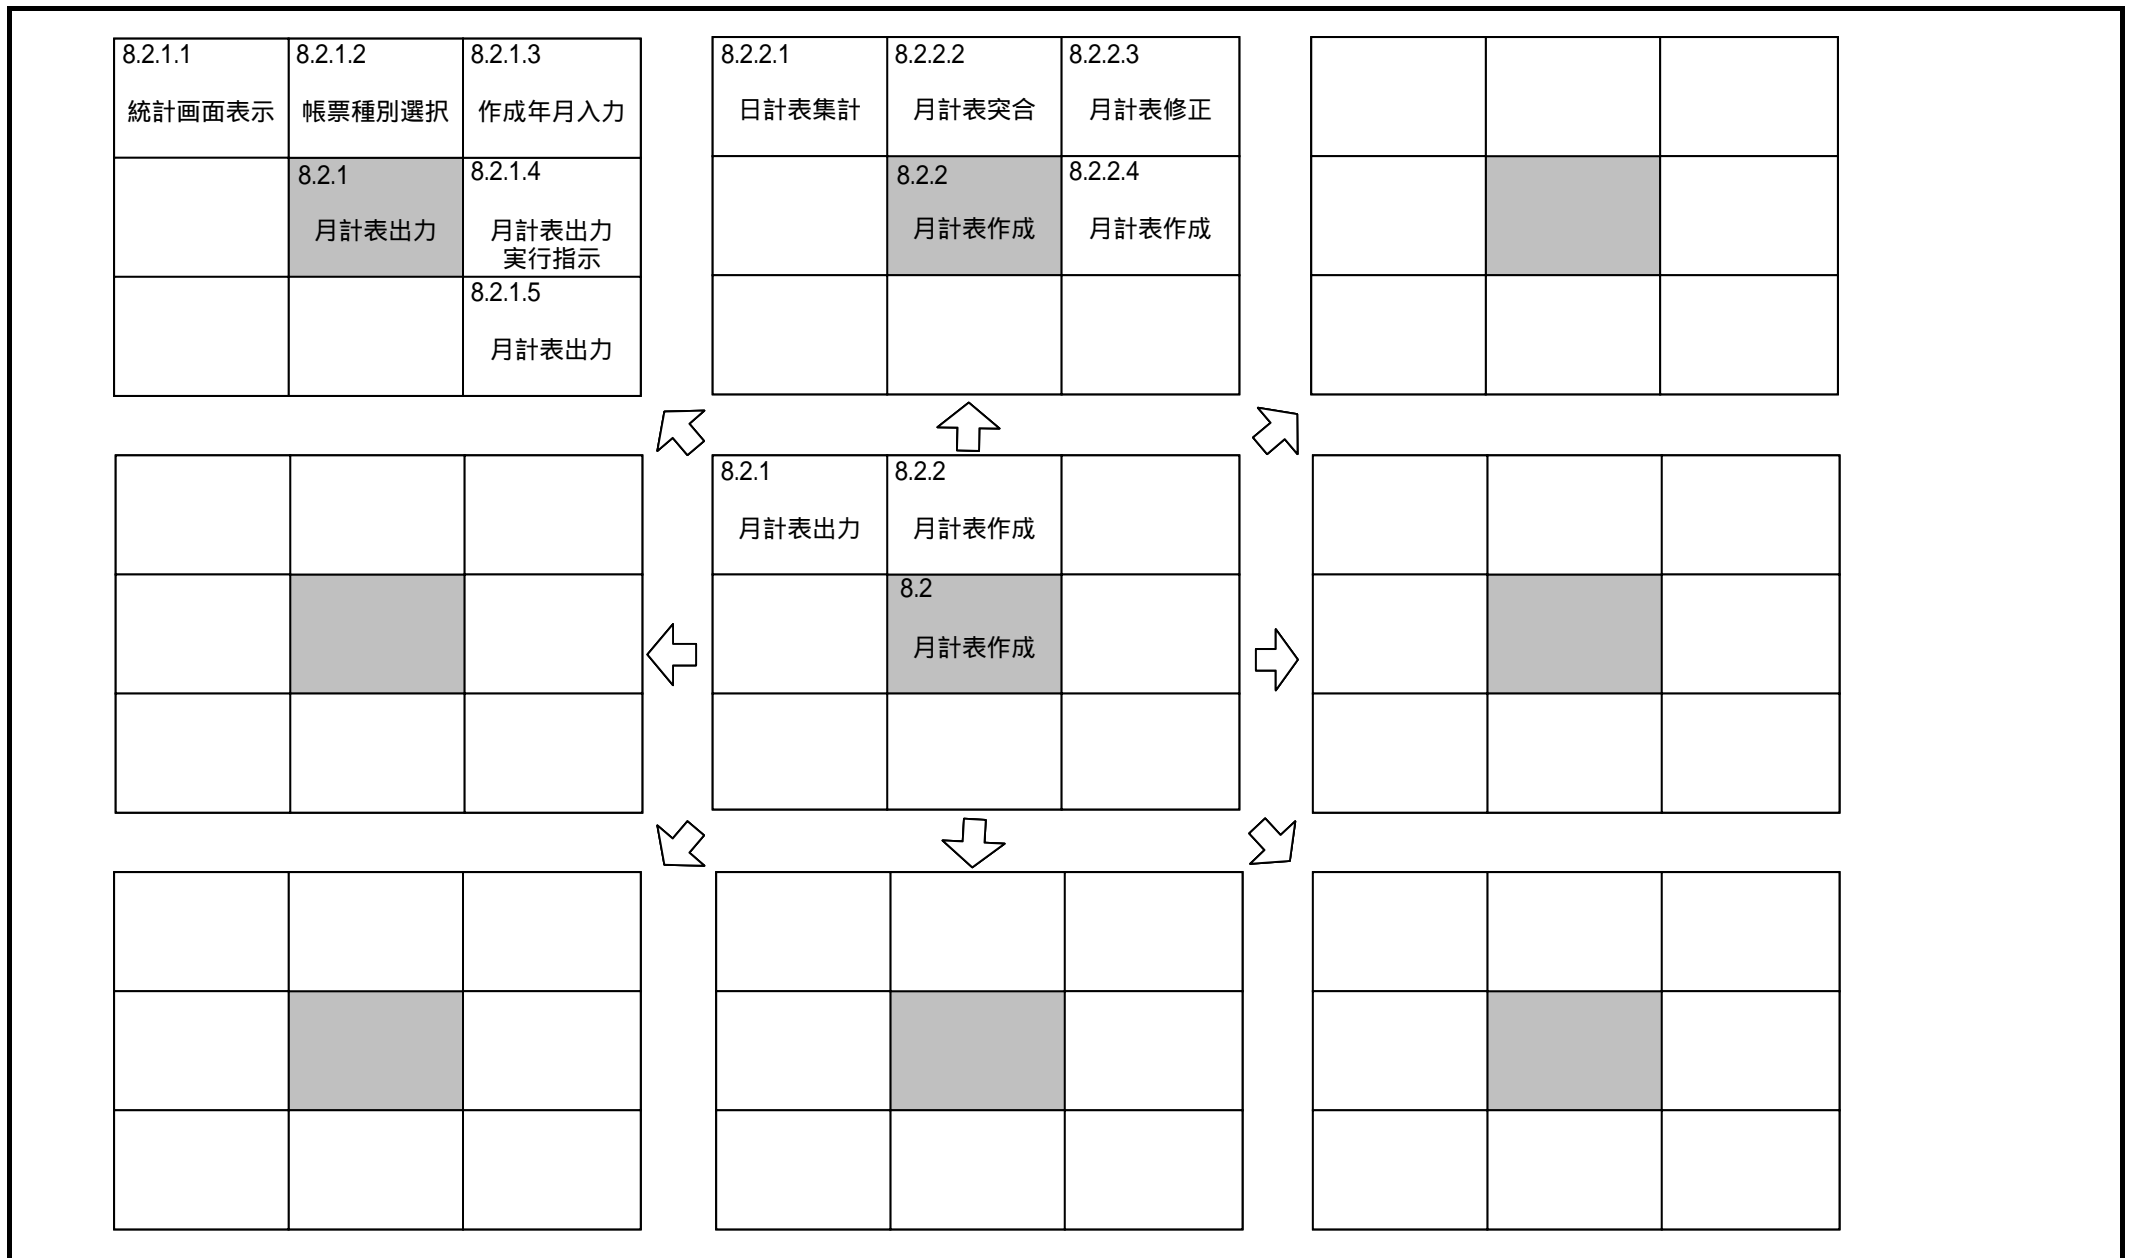 8.2.1.1
統計画面表示
8.2.1.2
帳票種別選択
8.2.1.3
作成年月入力
8.2.1
月計表出力
8.2.1.4
月計表出力
実行指示
8.2.1.5
月計表出力
8.2.2.1
日計表集計
8.2.2.2
月計表突合
8.2.2.3
月計表修正
8.2.2
月計表作成
8.2.2.4
月計表作成
8.2.1
月計表出力
8.2.2
月計表作成
8.2
月計表作成